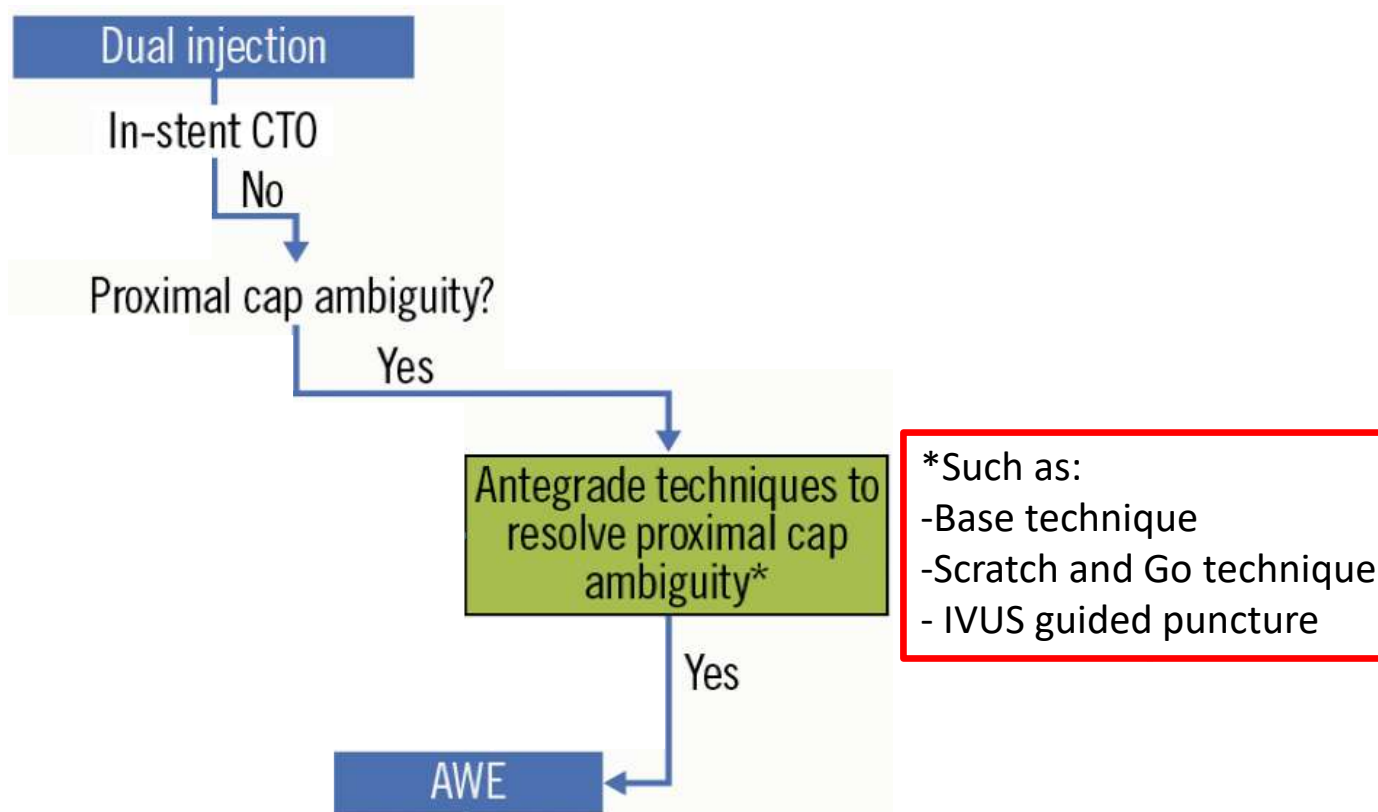 Dual injection
In-stent CTO
No
Proximal cap ambiguity?
Yes
Antegrade techniques to
resolve proximal cap
ambiguity*
*Such as:
-Base technique
-Scratch and Go technique
- IVUS guided puncture
Yes
AWE